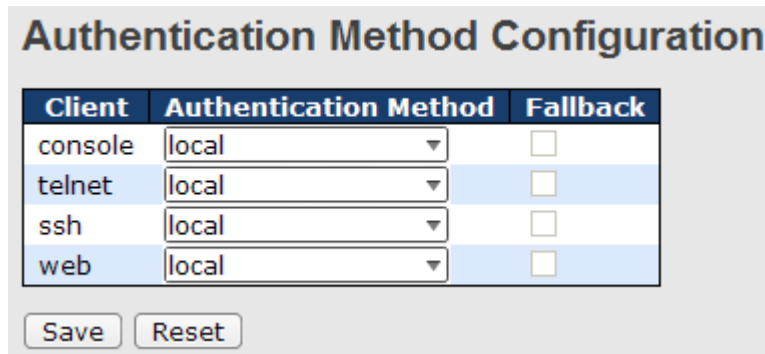 Authentication Method Configuration
Client Authentication Method Fallback
console local
telnet local
ssh local
web local
Save Reset